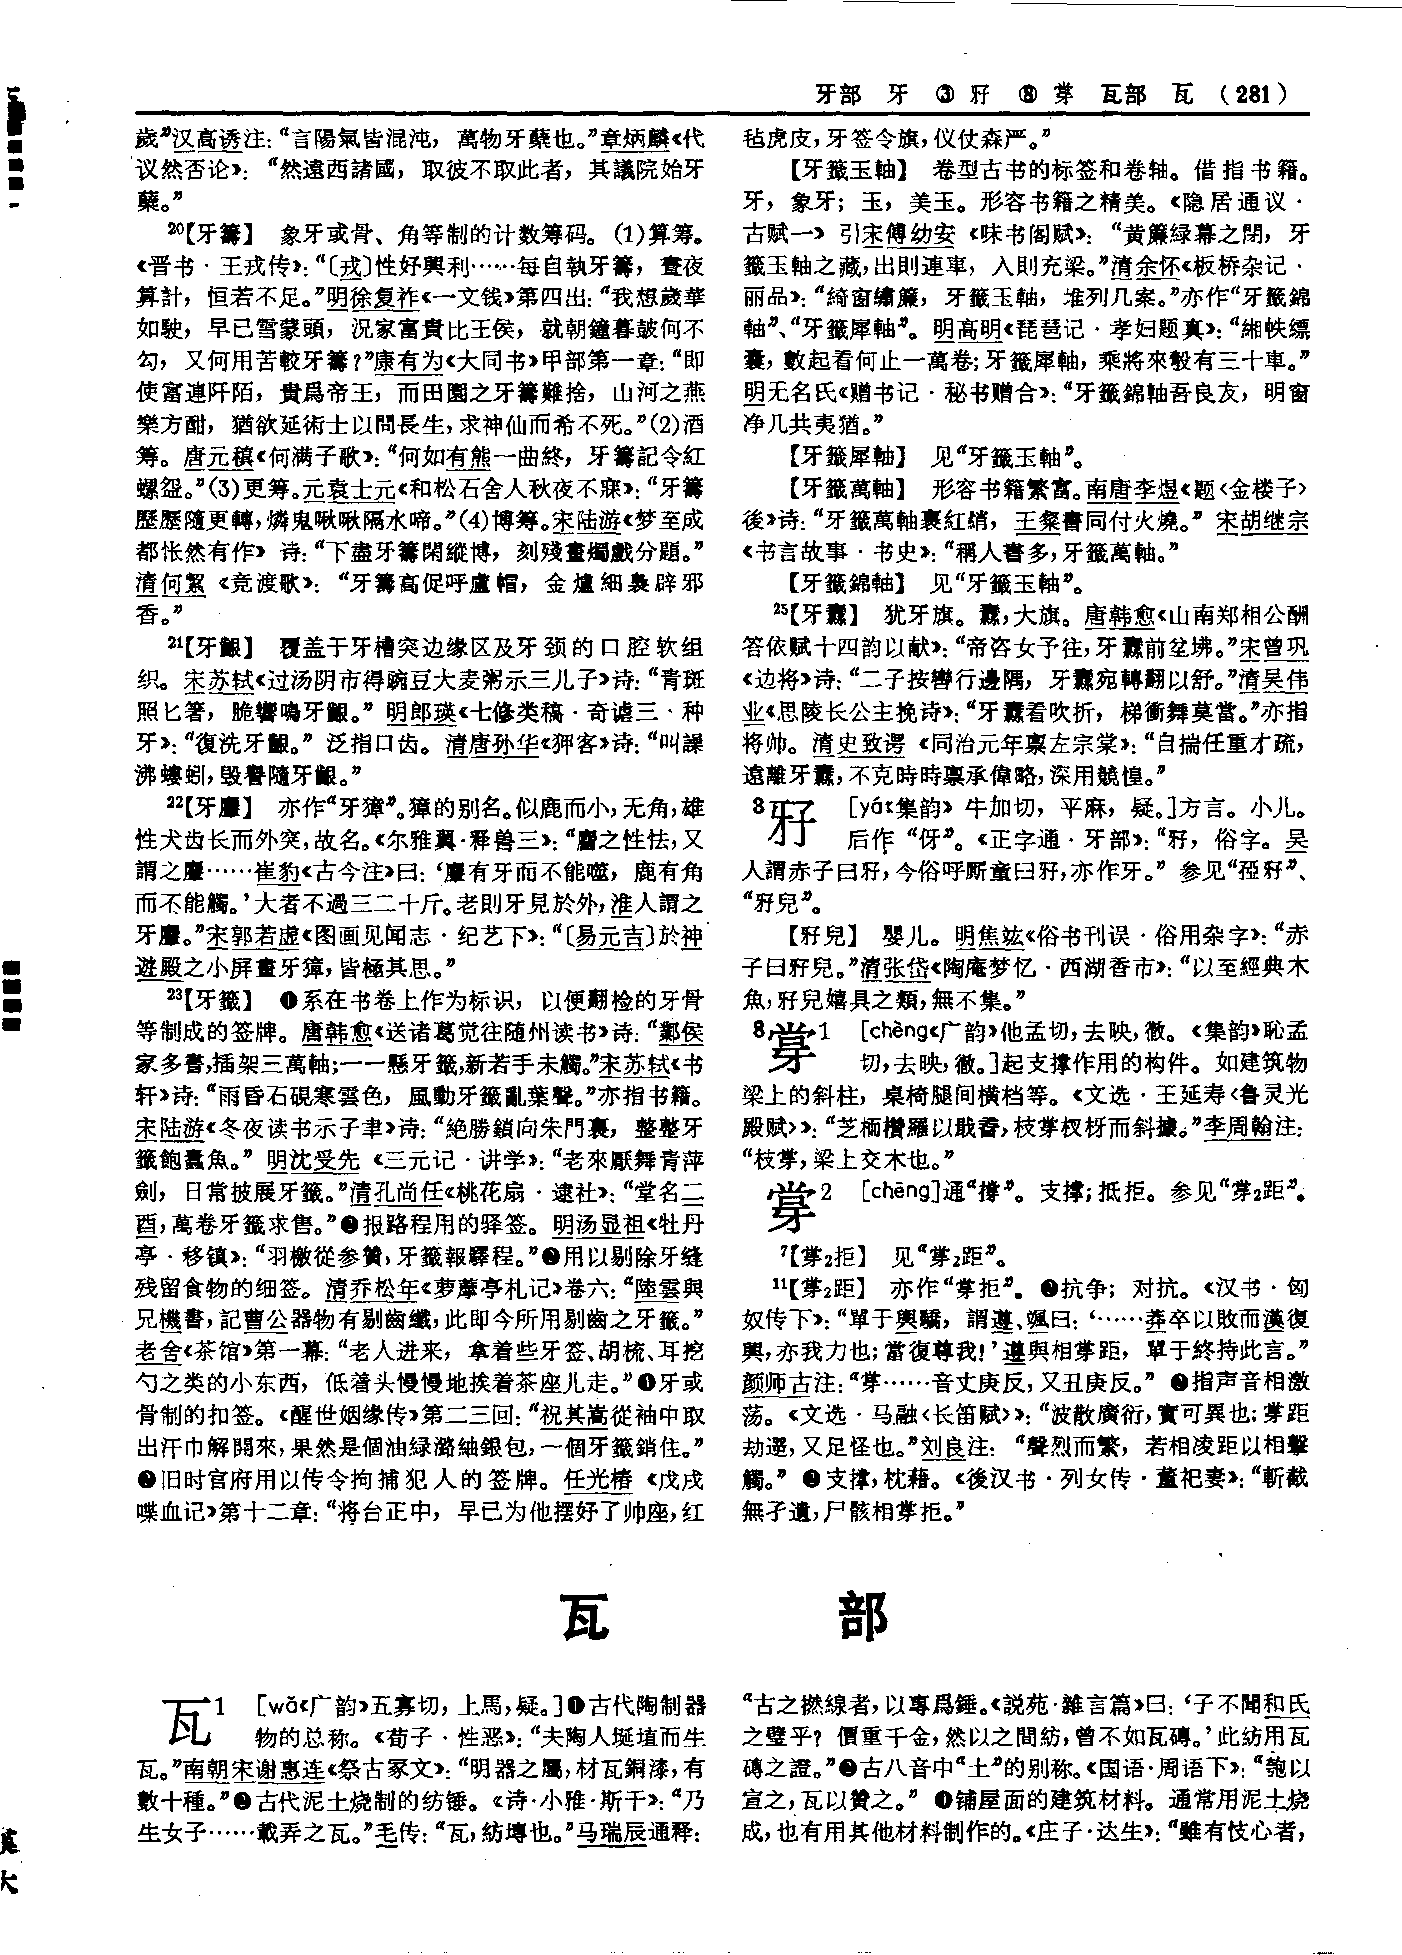 牙部 牙 ③ 犽 ⑧ 牚 瓦部 瓦 (281)
歲”汉高诱注：“言陽氣皆混沌，萬物牙蘖也。”章炳麟《代
议然否论》：“然遠西諸國，取彼不取此者，其議院始牙
蘖。”
20【牙籌】 象牙或骨、角等制的计数筹码。(1)算筹。
《晋书·王戎传》：“〔戎〕性好興利……每自執牙籌，晝夜
算計，恒若不足。”明徐复祚《一文钱》第四出：“我想歲華
如駛，早已雪蒙頭，況家富貴比王侯，就朝鐘暮鼓何不
勾，又何用苦較牙籌？”康有为《大同书》甲部第一章：“即
使富連阡陌，貴爲帝王，而田園之牙籌難捨，山河之燕
樂方酣，猶欲延術士以問長生，求神仙而希不死。”(2)酒
筹。唐元稹《何满子歌》：“何如有熊一曲終，牙籌記令紅
螺盌。”(3)更筹。元袁士元《和松石舍人秋夜不寐》：“牙籌
歷歷隨更轉，燐鬼啾啾隔水啼。”(4)博筹。宋陆游《梦至成
都怅然有作》诗：“下盡牙籌閑縱博，刻殘畫燭戲分題。”
清何絜《竞渡歌》：“牙籌高促呼盧帽，金爐細裊辟邪
香。”
21【牙齦】 覆盖于牙槽突边缘区及牙颈的口腔软组
织。宋苏轼《过汤阴市得豌豆大麦粥示三儿子》诗：“青斑
照匕箸，脆響鳴牙齦。”明郎瑛《七修类稿·奇谑三·种
牙》：“復洗牙齦。”泛指口齿。清唐孙华《狎客》诗：“叫譟
沸螻蚓，毁譽隨牙齦。”
22【牙麞】 亦作“牙獐”。獐的别名。似鹿而小，无角，雄
性犬齿长而外突，故名。《尔雅翼·释兽三》：“麕之性怯，又
謂之麞……崔豹《古今注》曰：‘麞有牙而不能噬，鹿有角
而不能觸。’大者不過三二十斤。老則牙見於外，淮人謂之
牙麞。”宋郭若虚《图画见闻志·纪艺下》：“〔易元吉〕於神
遊殿之小屏畫牙獐，皆極其思。”
23【牙籤】 ❶系在书卷上作为标识，以便翻检的牙骨
等制成的签牌。唐韩愈《送诸葛觉往随州读书》诗：“鄴侯
家多書，插架三萬軸；一一懸牙籤，新若手未觸。”宋苏轼《书
轩》诗：“雨昏石硯寒雲色，風動牙籤亂葉聲。”亦指书籍。
宋陆游《冬夜读书示子聿》诗：“絶勝鎖向朱門裏，整整牙
籤飽蠹魚。”明沈受先《三元记·讲学》：“老來厭舞青萍
劍，日常披展牙籤。”清孔尚任《桃花扇·逮社》：“堂名二
酉，萬卷牙籤求售。”❷报路程用的驿签。明汤显祖《牡丹
亭·移镇》：“羽檄從参贊，牙籤報驛程。”❸用以剔除牙缝
残留食物的细签。清乔松年《萝藦亭札记》卷六：“陸雲與
兄機書，記曹公器物有剔齒纖，此即今所用剔齒之牙籤。”
老舍《茶馆》第一幕：“老人进来，拿着些牙签、胡梳、耳挖
勺之类的小东西，低着头慢慢地挨着茶座儿走。”❹牙或
骨制的扣签。《醒世姻缘传》第二三回：“祝其嵩從袖中取
出汗巾解開來，果然是個油绿潞紬銀包，一個牙籤銷住。”
❺旧时官府用以传令拘捕犯人的签牌。任光椿《戊戌
喋血记》第十二章：“将台正中，早已为他摆好了帅座，红
毡虎皮，牙签令旗，仪仗森严。”
【牙籤玉軸】 卷型古书的标签和卷轴。借指书籍。
牙，象牙；玉，美玉。形容书籍之精美。《隐居通议·
古赋一》引宋傅幼安《味书阁赋》：“黄簾緑幕之閉，牙
籤玉軸之藏，出則連車，入則充梁。”清余怀《板桥杂记·
丽品》：“綺窗繡簾，牙籤玉軸，堆列几案。”亦作“牙籤錦
軸”、“牙籤犀軸”。明高明《琵琶记·孝妇题真》：“緗帙縹
囊，數起看何止一萬卷；牙籤犀軸，乘將來彀有三十車。”
明无名氏《赠书记·秘书赠合》：“牙籤錦軸吾良友，明窗
净几共夷猶。”
【牙籤犀軸】 见“牙籤玉軸”。
【牙籤萬軸】 形容书籍繁富。南唐李煜《题〈金楼子〉
後》诗：“牙籤萬軸裹紅綃，王粲書同付火燒。”宋胡继宗
《书言故事·书史》：“稱人書多，牙籤萬軸。”
【牙籤錦軸】 见“牙籤玉軸”。
25【牙纛】 犹牙旗。纛，大旗。唐韩愈《山南郑相公酬
答依赋十四韵以献》：“帝咨女予往，牙纛前坌坲。”宋曾巩
《边将》诗：“二子按轡行邊隅，牙纛宛轉翻以舒。”清吴伟
业《思陵长公主挽诗》：“牙纛看吹折，梯衝舞莫當。”亦指
将帅。清史致谔《同治元年禀左宗棠》：“自揣任重才疏，
遠離牙纛，不克時時禀承偉略，深用兢惶。”
3犽 [yá《集韵》牛加切，平麻，疑。]方言。小儿。
后作“伢”。《正字通·牙部》：“犽，俗字。吴
人謂赤子曰犽，今俗呼厮童曰犽，亦作牙。”参见“孲犽”、
“犽兒”。
【犽兒】 婴儿。明焦竑《俗书刊误·俗用杂字》：“赤
子曰犽兒。”清张岱《陶庵梦忆·西湖香市》：“以至經典木
魚，犽兒嬉具之類，無不集。”
8牚1 [chèng《广韵》他孟切，去映，徹。《集韵》恥孟
切，去映，徹。]起支撑作用的构件。如建筑物
梁上的斜柱，桌椅腿间横档等。《文选·王延寿〈鲁灵光
殿赋〉》：“芝栭欑羅以戢孴，枝牚杈枒而斜據。”李周翰注：
“枝牚，梁上交木也。”
牚2 [chēng]通“撐”。支撑；抵拒。参见“牚2距”。
7【牚2拒】 见“牚2距”。
11【牚2距】 亦作“牚拒”。❶抗争；对抗。《汉书·匈
奴传下》：“單于輿驕，謂遵、颯曰：‘……莽卒以敗而漢復
興，亦我力也；當復尊我！’遵與相牚距，單于終持此言。”
颜师古注：“牚……音丈庚反，又丑庚反。”❷指声音相激
荡。《文选·马融〈长笛赋〉》：“波散廣衍，實可異也；牚距
劫遌，又足怪也。”刘良注：“聲烈而繁，若相凌距以相擊
觸。”❸支撑，枕藉。《後汉书·列女传·董祀妻》：“斬截
無孑遺，尸骸相牚拒。”
瓦部
瓦1 [wǎ《广韵》五寡切，上馬，疑。]❶古代陶制器
物的总称。《荀子·性恶》：“夫陶人埏埴而生
瓦。”南朝宋谢惠连《祭古冢文》：“明器之屬，材瓦銅漆，有
數十種。”❷古代泥土烧制的纺锤。《诗·小雅·斯干》：“乃
生女子……載弄之瓦。”毛传：“瓦，紡塼也。”马瑞辰通释：
“古之撚線者，以專爲錘。《説苑·雜言篇》曰：‘子不聞和氏
之璧乎？價重千金，然以之間紡，曾不如瓦磚。’此紡用瓦
磚之證。”❸古八音中“土”的别称。《国语·周语下》：“匏以
宣之，瓦以贊之。”❹铺屋面的建筑材料。通常用泥土烧
成，也有用其他材料制作的。《庄子·达生》：“雖有忮心者，